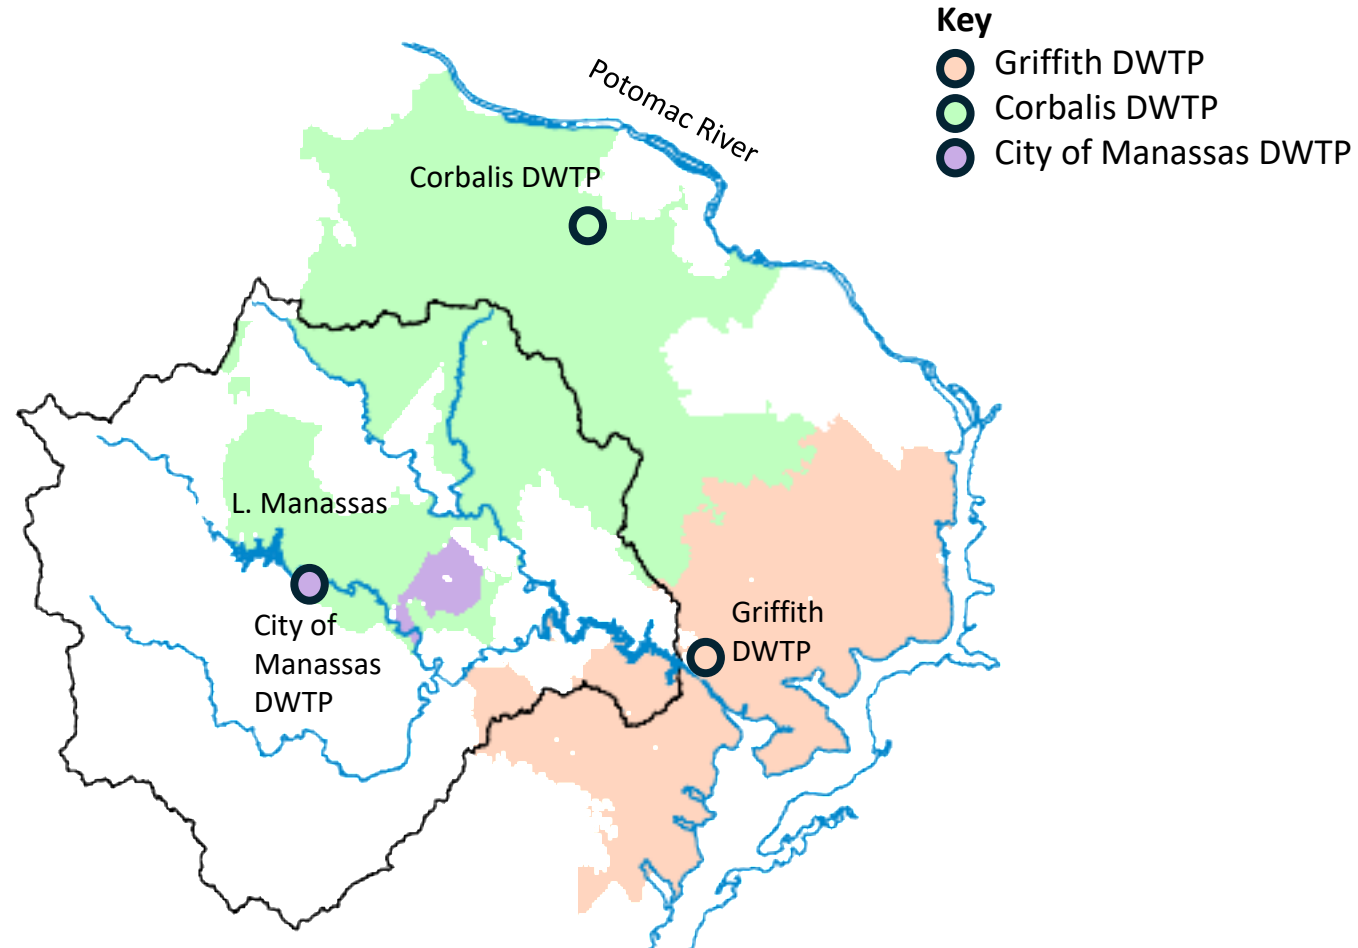 Key
Griffith DWTP
Corbalis DWTP
City of Manassas DWTP
Potomac River
Corbalis DWTP
L. Manassas
City of
Manassas
DWTP
Griffith
DWTP